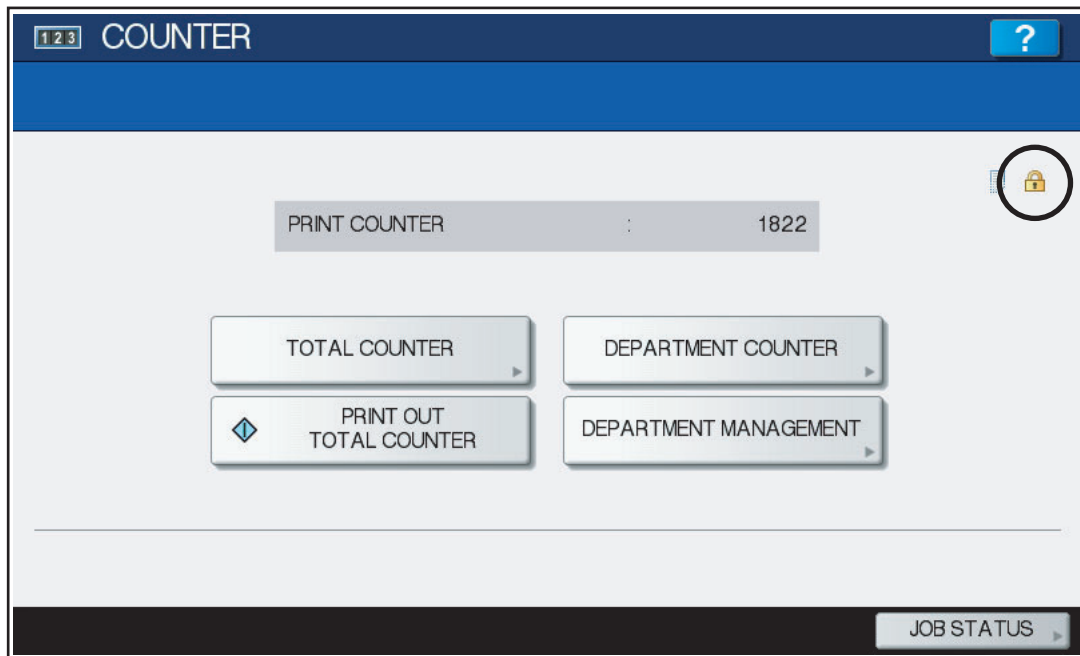 123 COUNTER ?
PRINT COUNTER : 1822
TOTAL COUNTER
DEPARTMENT COUNTER
PRINT OUT
TOTAL COUNTER
DEPARTMENT MANAGEMENT
JOB STATUS